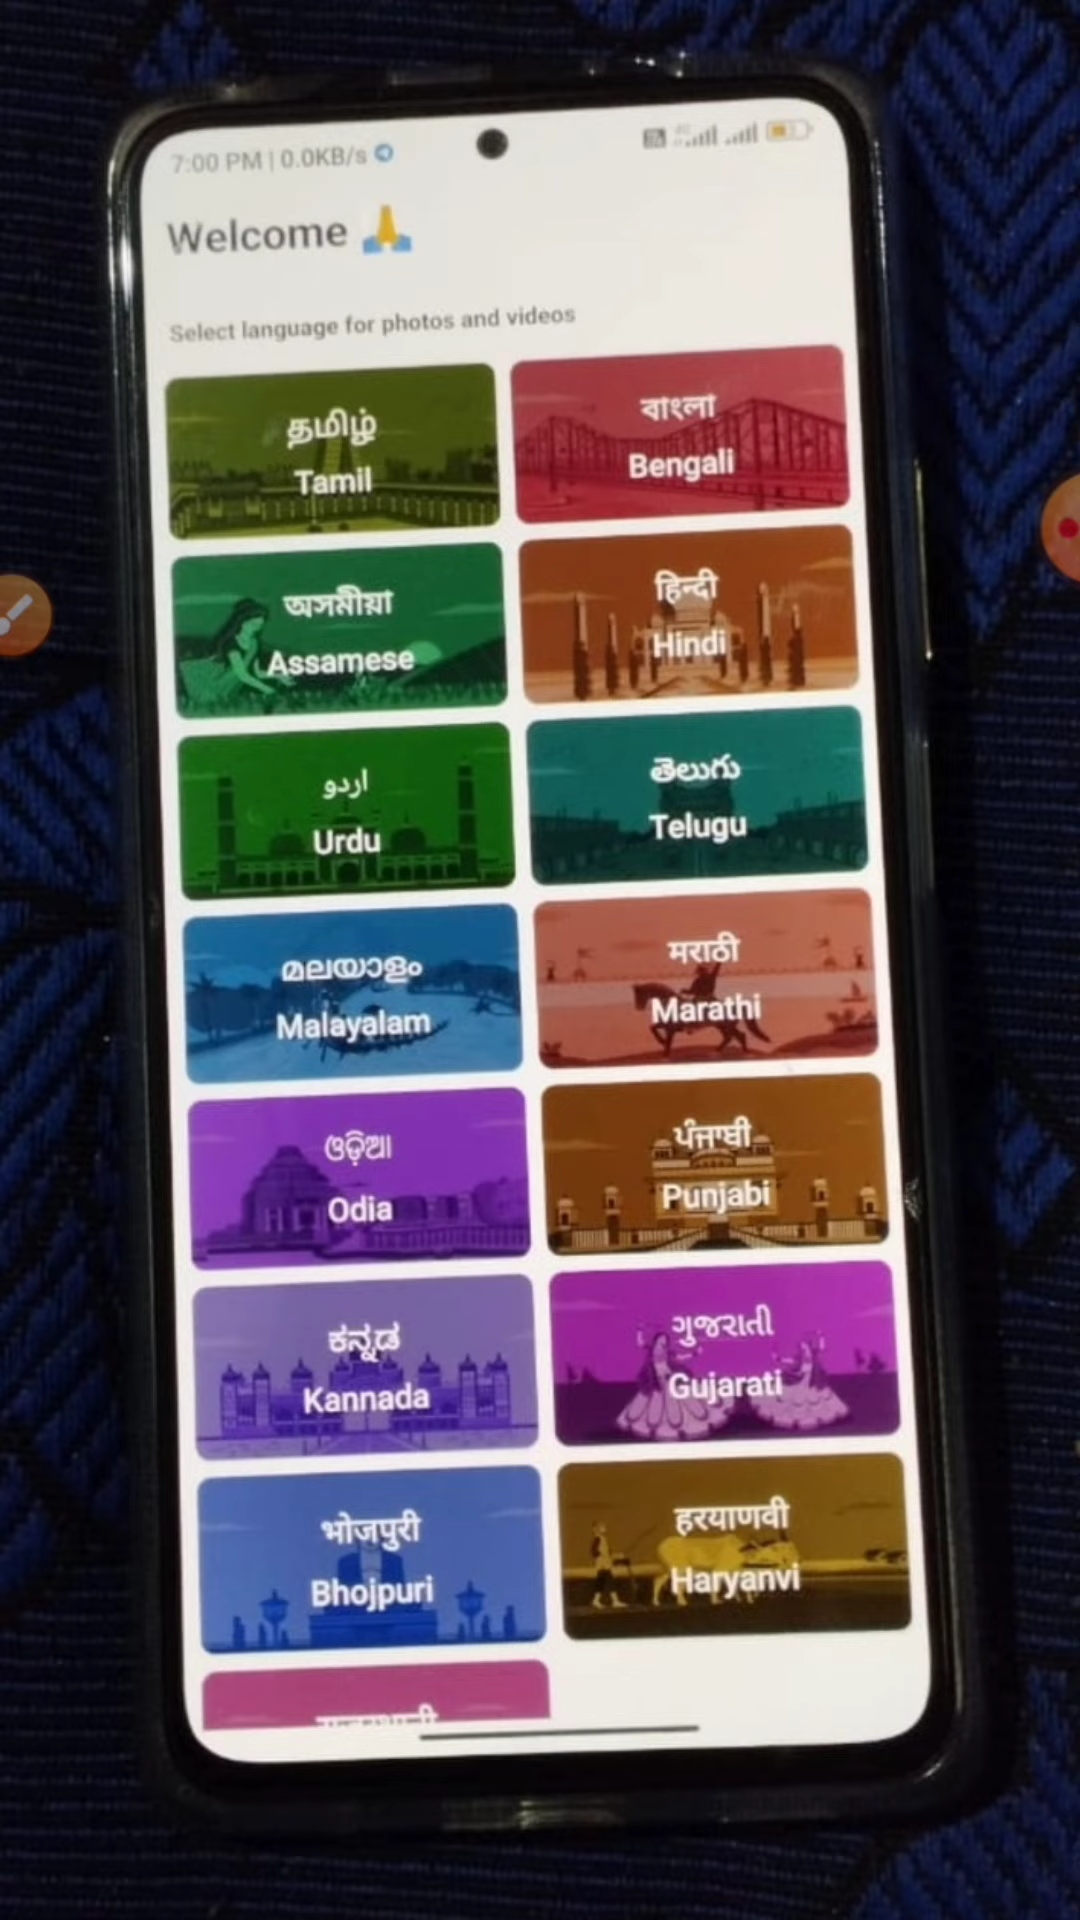 7:00 PM | 0.0KB/s
Welcome 🙏
Select language for photos and videos
தமிழ்
Tamil
বাংলা
Bengali
অসমীয়া
Assamese
हिन्दी
Hindi
اردو
Urdu
తెలుగు
Telugu
മലയാളം
Malayalam
मराठी
Marathi
ଓଡ଼ିଆ
Odia
ਪੰਜਾਬੀ
Punjabi
ಕನ್ನಡ
Kannada
ગુજરાતી
Gujarati
भोजपुरी
Bhojpuri
हरयाणवी
Haryanvi